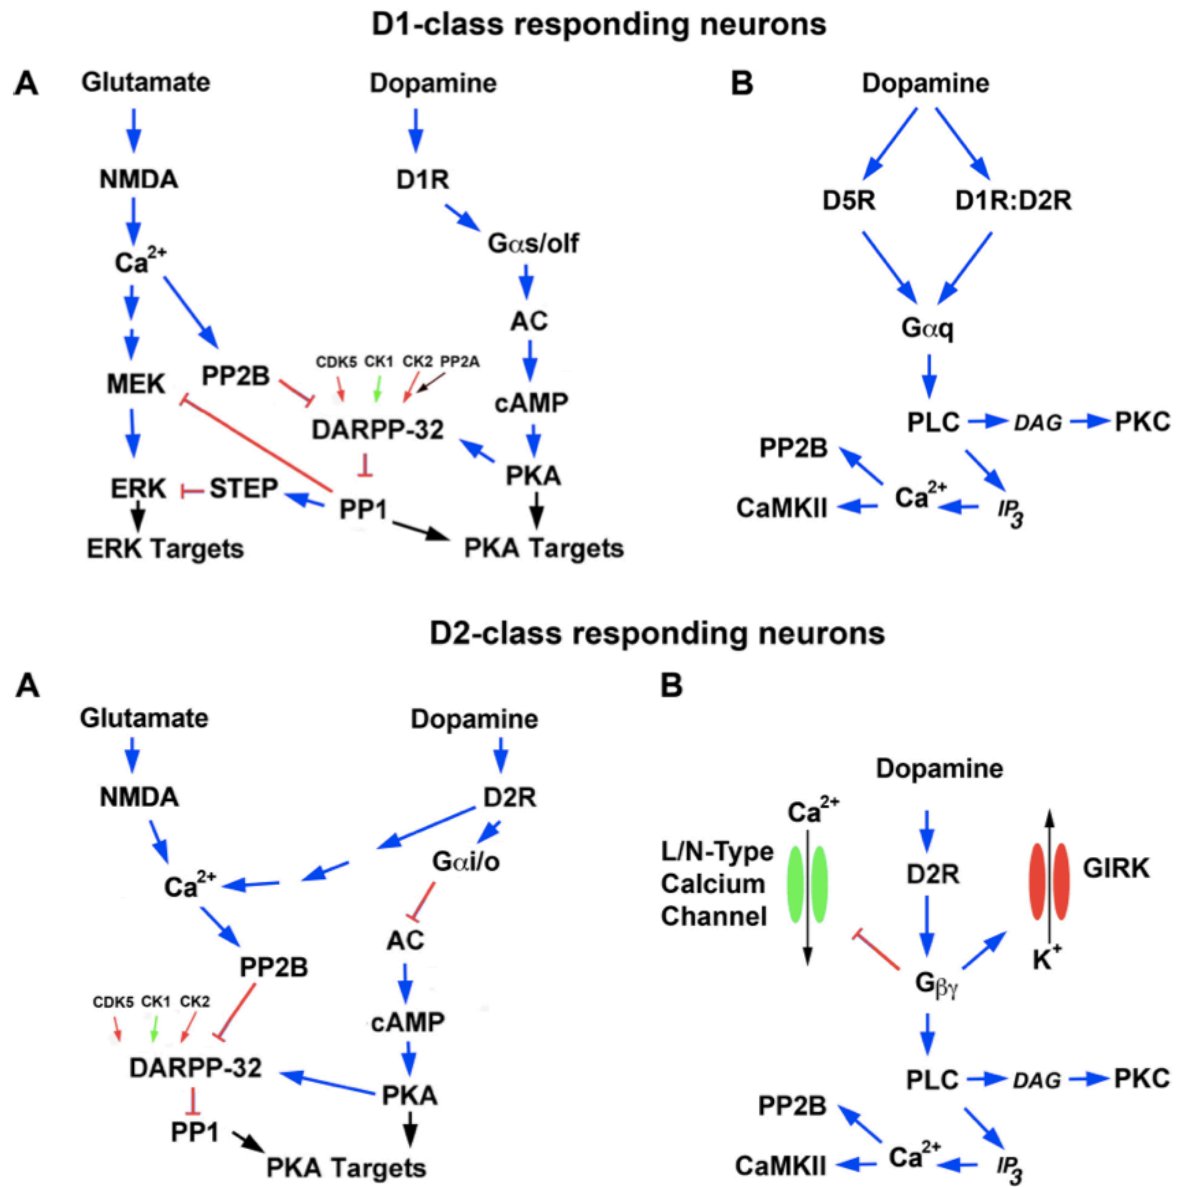 D1-class responding neurons
A
Glutamate
Dopamine
NMDA
D1R
Gαs/olf
Ca2+
AC
MEK
PP2B
CDK5 CK1 CK2 PP2A
cAMP
DARPP-32
PKA
ERK
STEP
PP1
ERK Targets
PKA Targets
B
Dopamine
D5R
D1R:D2R
Gαq
PLC
DAG
PKC
PP2B
Ca2+
IP3
CaMKII
D2-class responding neurons
A
Glutamate
Dopamine
NMDA
D2R
Gαi/o
Ca2+
AC
PP2B
CDK5 CK1 CK2
cAMP
DARPP-32
PKA
PP1
PKA Targets
B
Dopamine
Ca2+
L/N-Type
Calcium
Channel
D2R
GIRK
K+
Gβγ
PLC
DAG
PKC
PP2B
Ca2+
IP3
CaMKII